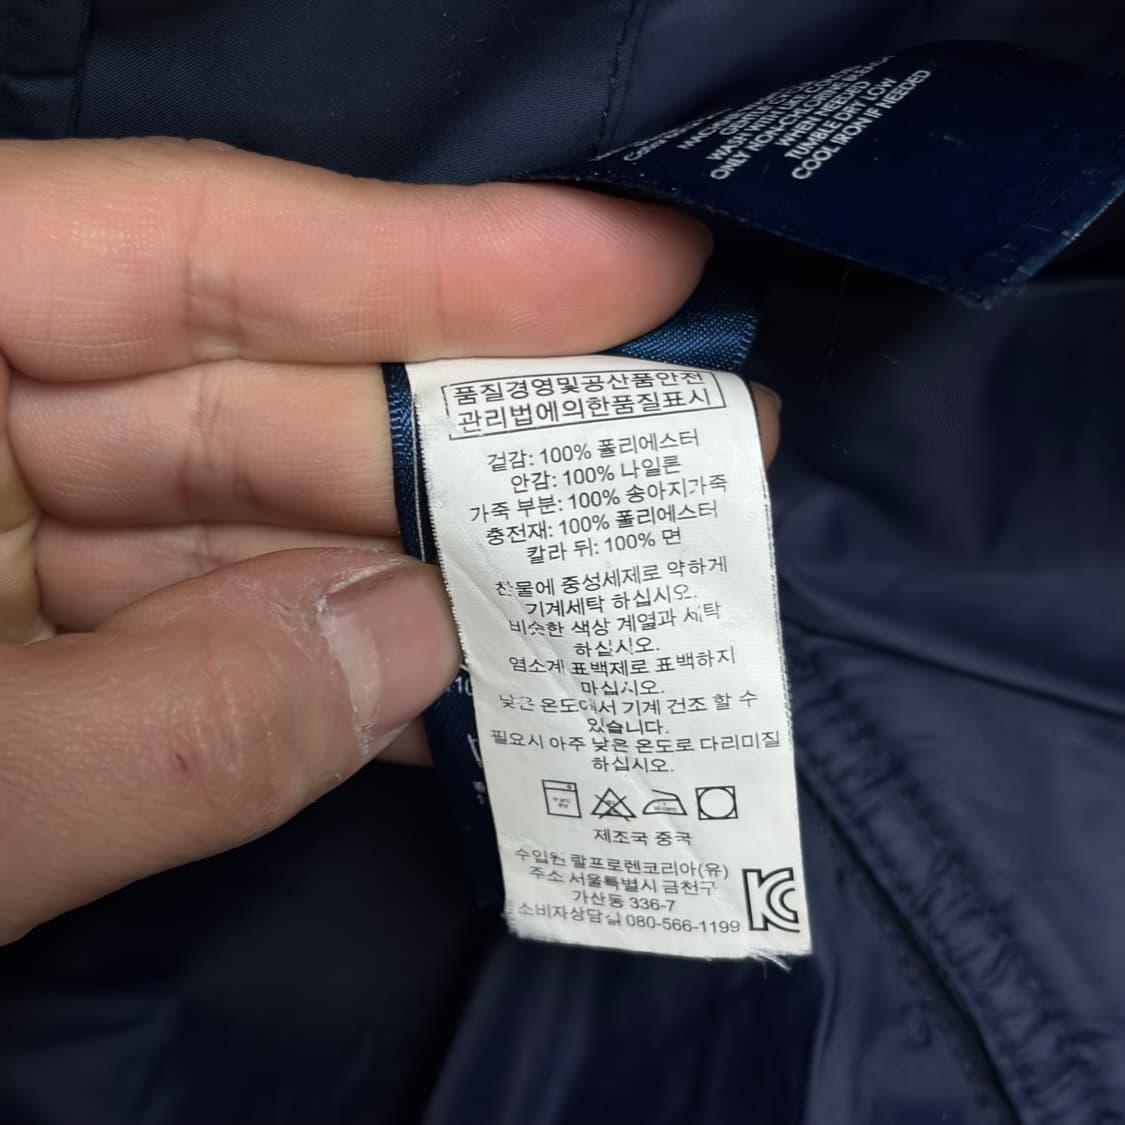 WASH WITH LIKE COLORS
ONLY NON-CHLORINE BLEACH
WHEN NEEDED
TUMBLE DRY LOW
COOL IRON IF NEEDED
품질경영및공산품안전
관리법에의한품질표시
겉감: 100% 폴리에스터
안감: 100% 나일론
가죽 부분: 100% 송아지가죽
충전재: 100% 폴리에스터
칼라 뒤: 100% 면
찬물에 중성세제로 약하게
기계세탁 하십시오.
비슷한 색상 계열과 세탁
하십시오.
염소계 표백제로 표백하지
마십시오.
낮은 온도에서 기계 건조 할 수
있습니다.
필요시 아주 낮은 온도로 다리미질
하십시오.
제조국 중국
수입원 랄프로렌코리아(유)
주소 서울특별시 금천구
가산동 336-7
소비자상담실 080-566-1199
KC